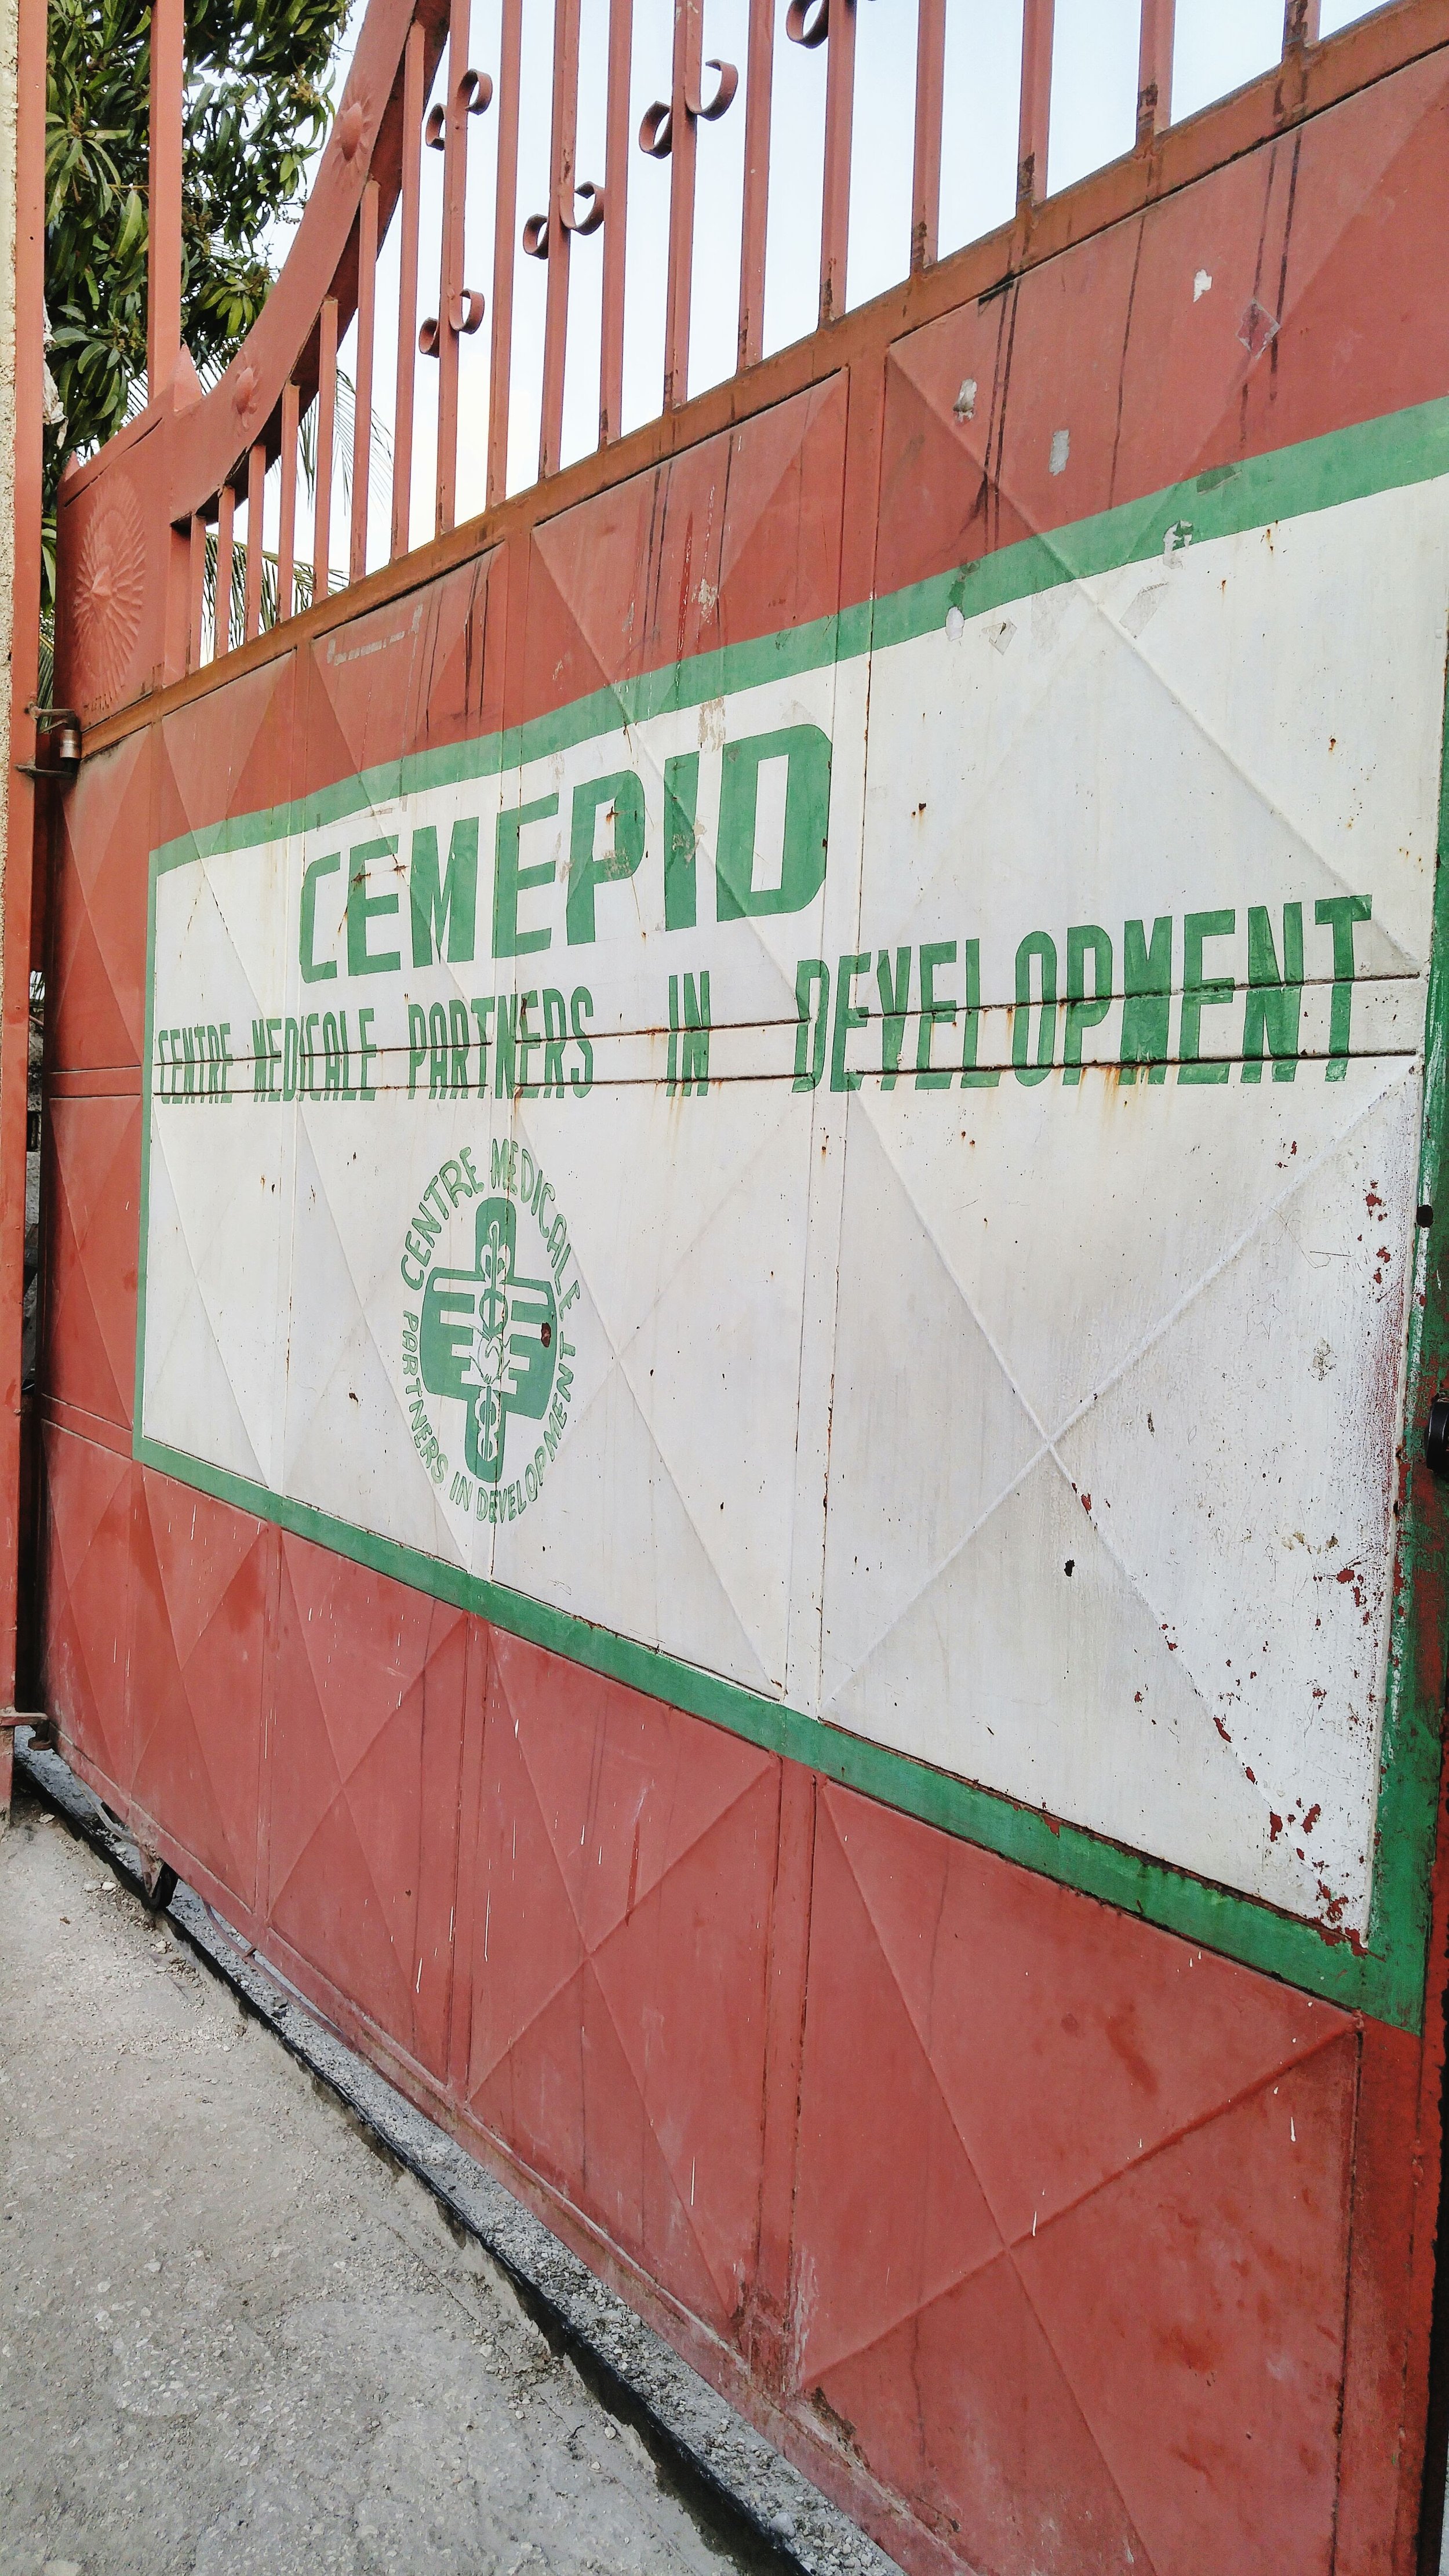 CEMEPID
CENTRE MEDICALE PARTNERS IN DEVELOPMENT
CENTRE MEDICALE
PARTNERS IN DEVELOPMENT